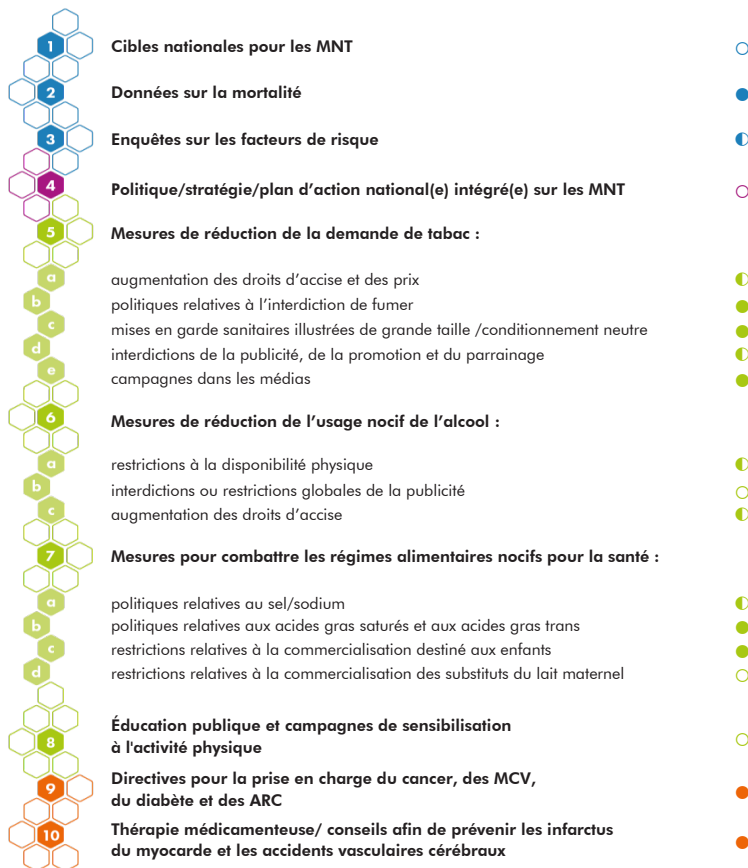 1 Cibles nationales pour les MNT
2 Données sur la mortalité
3 Enquêtes sur les facteurs de risque
4 Politique/stratégie/plan d'action national(e) intégré(e) sur les MNT
5 Mesures de réduction de la demande de tabac :
a augmentation des droits d'accise et des prix
b politiques relatives à l'interdiction de fumer
c mises en garde sanitaires illustrées de grande taille /conditionnement neutre
d interdictions de la publicité, de la promotion et du parrainage
e campagnes dans les médias
6 Mesures de réduction de l'usage nocif de l'alcool :
a restrictions à la disponibilité physique
b interdictions ou restrictions globales de la publicité
c augmentation des droits d'accise
7 Mesures pour combattre les régimes alimentaires nocifs pour la santé :
a politiques relatives au sel/sodium
b politiques relatives aux acides gras saturés et aux acides gras trans
c restrictions relatives à la commercialisation destiné aux enfants
d restrictions relatives à la commercialisation des substituts du lait maternel
8 Éducation publique et campagnes de sensibilisation
à l'activité physique
9 Directives pour la prise en charge du cancer, des MCV,
du diabète et des ARC
10 Thérapie médicamenteuse/ conseils afin de prévenir les infarctus
du myocarde et les accidents vasculaires cérébraux